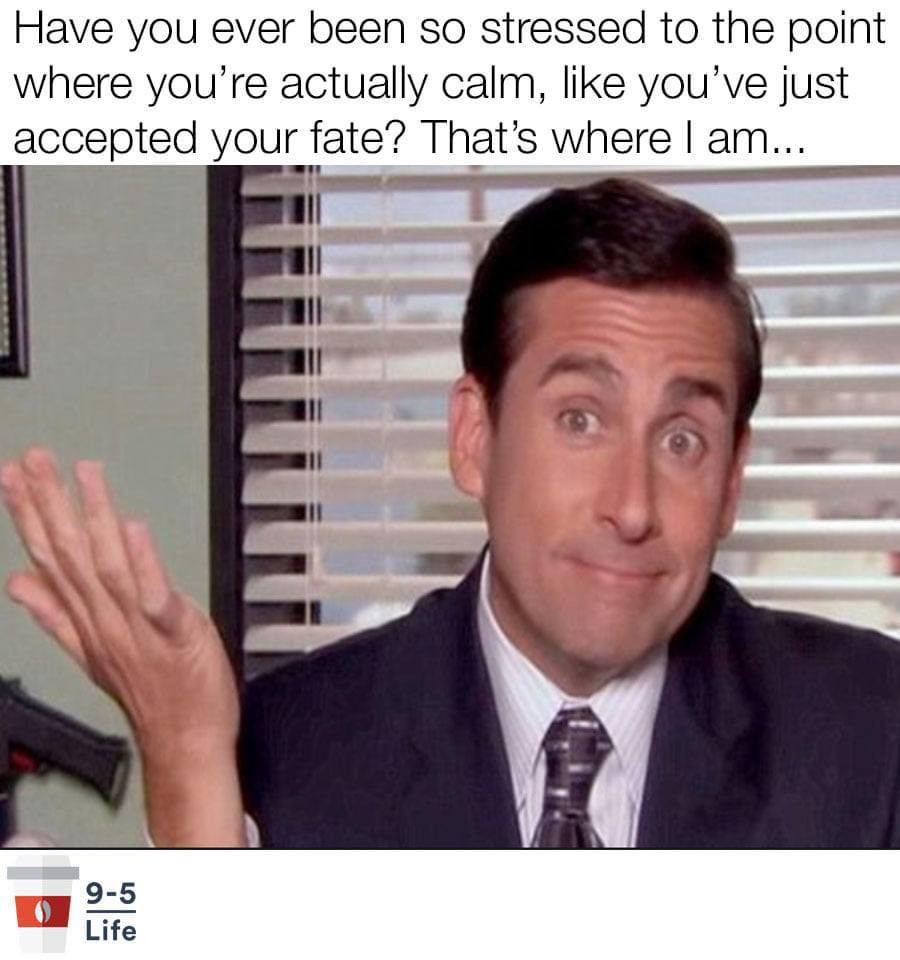 Have you ever been so stressed to the point
where you’re actually calm, like you’ve just
accepted your fate? That’s where I am...
9-5
Life